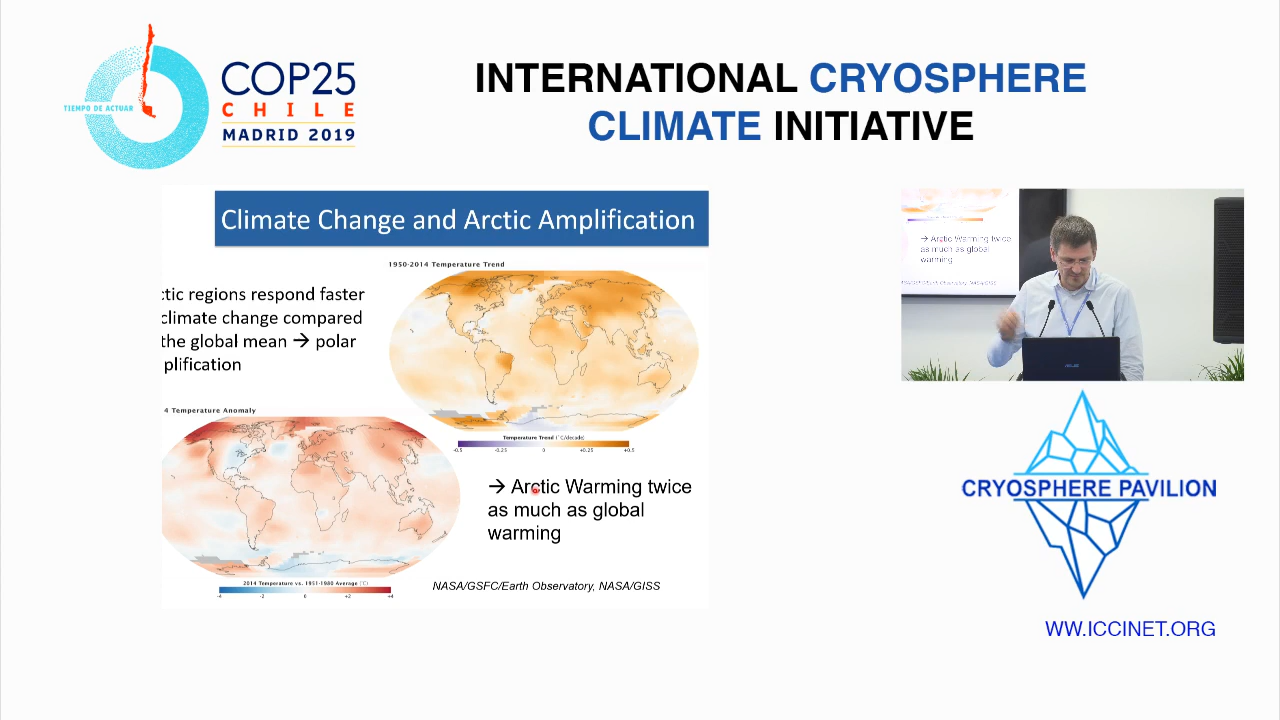 TIEMPO DE ACTUAR
COP25
CHILE
MADRID 2019
INTERNATIONAL CRYOSPHERE
CLIMATE INITIATIVE
Climate Change and Arctic Amplification
ctic regions respond faster
climate change compared
the global mean → polar
plification
1950-2014 Temperature Trend
Temperature Trend (°C/decade)
-0.5 -0.25 0 +0.25 +0.5
4 Temperature Anomaly
2014 Temperature vs. 1951-1980 Average (°C)
-4 -2 0 +2 +4
→ Arctic Warming twice
as much as global
warming
NASA/GSFC/Earth Observatory, NASA/GISS
→ Arctic Warming twice
as much as global
warming
CRYOSPHERE PAVILION
WW.ICCINET.ORG